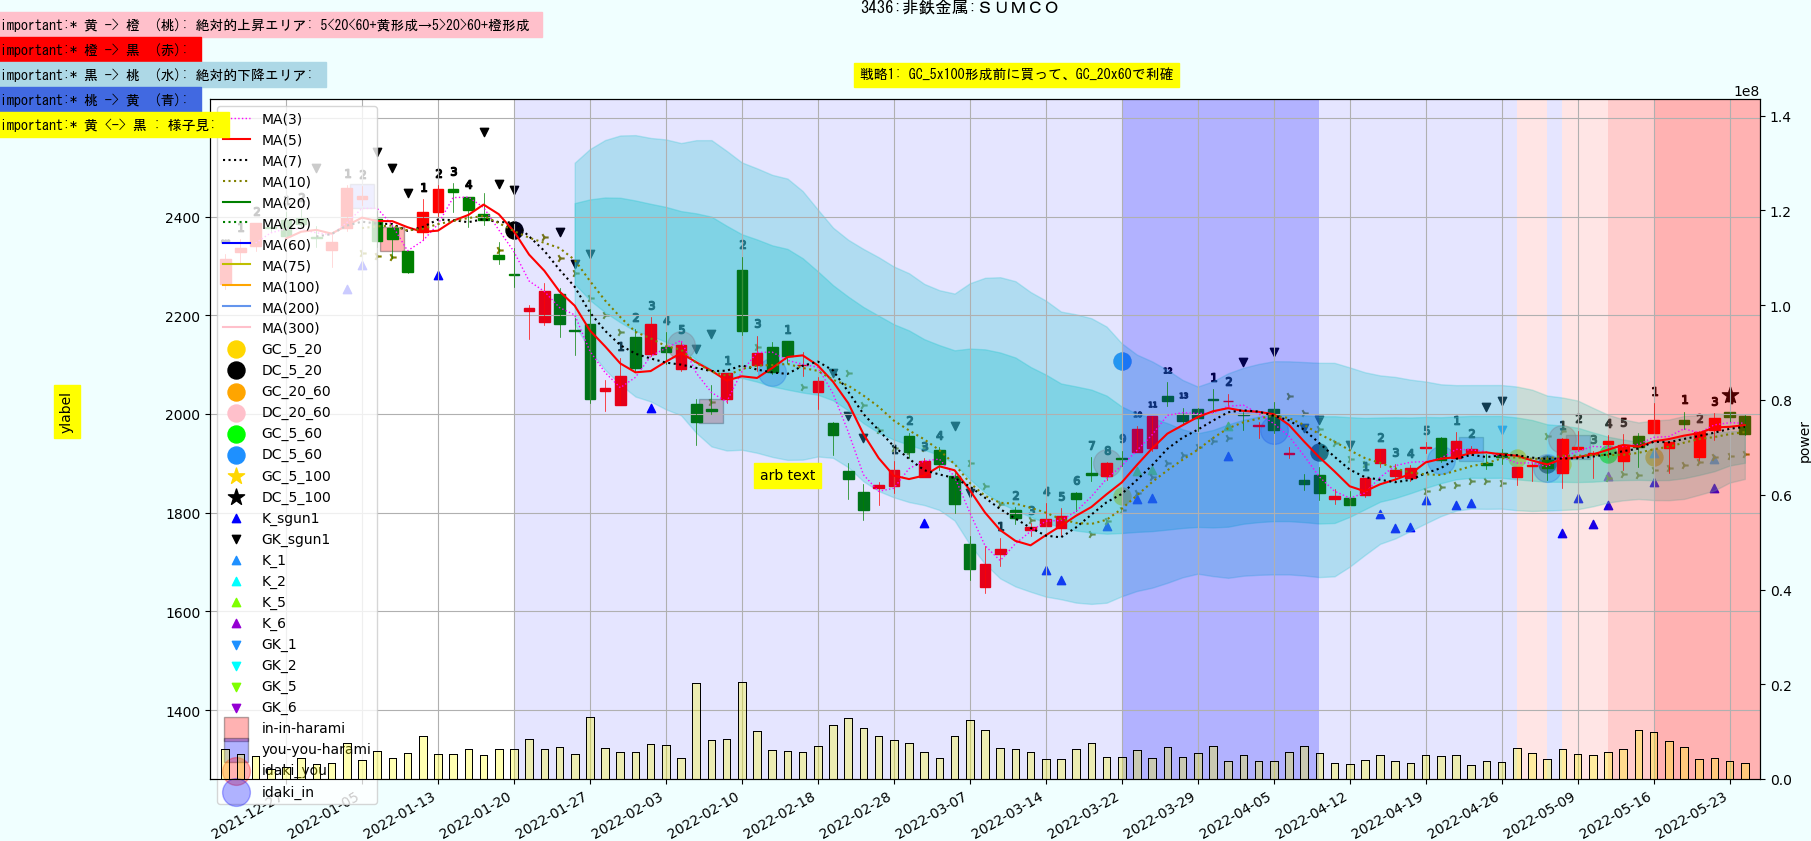 3436:非鉄金属:ＳＵＭＣＯ
important:* 黄 -> 橙 （桃）: 絶対的上昇エリア: 5<20<60+黄形成→5>20>60+橙形成
important:* 橙 -> 黒 （赤）:
important:* 黒 -> 桃 （水）: 絶対的下降エリア:
戦略1: GC_5x100形成前に買って、GC_20x60で利確
important:* 桃 -> 黄 （青）:
important:* 黄 <-> 黒 : 様子見:
1e8
MA(3)
MA(5)
MA(7)
MA(10)
MA(20)
MA(25)
MA(60)
MA(75)
MA(100)
MA(200)
MA(300)
GC_5_20
DC_5_20
GC_20_60
DC_20_60
GC_5_60
DC_5_60
GC_5_100
DC_5_100
K_sgun1
GK_sgun1
K_1
K_2
K_5
K_6
GK_1
GK_2
GK_5
GK_6
in-in-harami
you-you-harami
idaki_you
idaki_in
2400
2200
2000
1800
1600
1400
ylabel
arb text
1.4
1.2
1.0
0.8
0.6
0.4
0.2
0.0
power
2021-12-27
2022-01-05
2022-01-13
2022-01-20
2022-01-27
2022-02-03
2022-02-10
2022-02-18
2022-02-28
2022-03-07
2022-03-14
2022-03-22
2022-03-29
2022-04-05
2022-04-12
2022-04-19
2022-04-26
2022-05-09
2022-05-16
2022-05-23